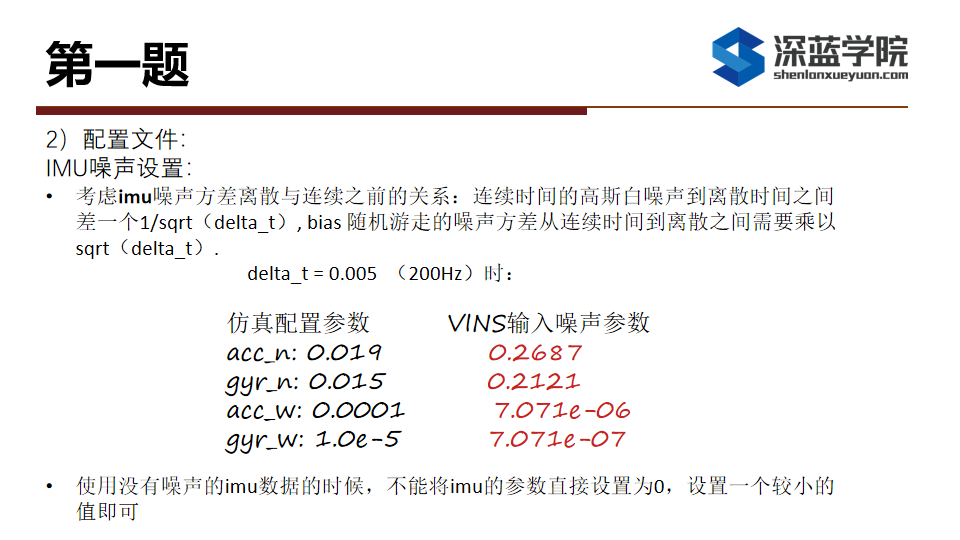 第一题
深蓝学院
shenlanxueyuan.com
2）配置文件：
IMU噪声设置：
• 考虑imu噪声方差离散与连续之前的关系：连续时间的高斯白噪声到离散时间之间
差一个1/sqrt（delta_t）, bias 随机游走的噪声方差从连续时间到离散之间需要乘以
sqrt（delta_t）.
delta_t = 0.005 （200Hz）时：
仿真配置参数 VINS输入噪声参数
acc_n: 0.019 0.2687
gyr_n: 0.015 0.2121
acc_w: 0.0001 7.071e-06
gyr_w: 1.0e-5 7.071e-07
• 使用没有噪声的imu数据的时候，不能将imu的参数直接设置为0，设置一个较小的
值即可